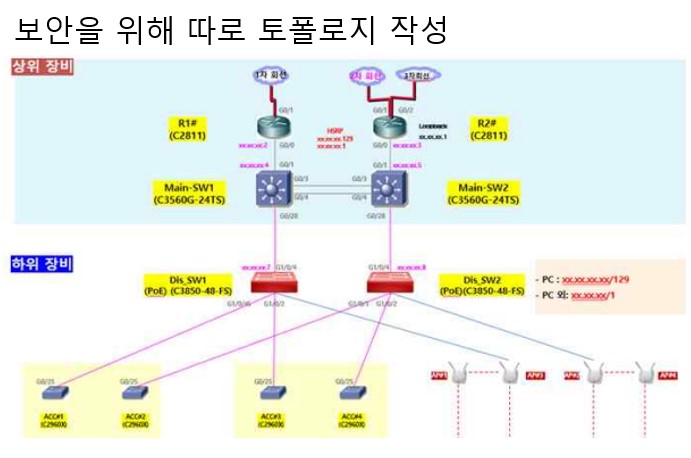 보안을 위해 따로 토폴로지 작성
상위 장비
1차 회선
2차 회선
3차회선
G0/1
G0/1
G0/2
R1#
(C2811)
HSRP
xx.xx.xx.129
xx.xx.xx.1
Loopback
xx.xx.xx.1
R2#
(C2811)
xx.xx.xx.2
G0/0
G0/0
xx.xx.xx.3
xx.xx.xx.4
G0/1
G0/1
xx.xx.xx.5
Main-SW1
(C3560G-24TS)
G0/3
G0/4
G0/3
G0/4
Main-SW2
(C3560G-24TS)
G0/28
G0/28
하위 장비
xx.xx.xx.7
G1/0/4
G1/0/4
xx.xx.xx.8
Dis_SW1
(PoE) (C3850-48-FS)
Dis_SW2
(PoE)(C3850-48-FS)
- PC : xx.xx.xx.xx/129
- PC 외: xx.xx.xx/1
G1/0/2
G1/0/1
G1/0/2
G0/25
G0/25
G0/25
G0/25
AP#1
AP#3
AP#2
AP#4
ACC#1
(C2960X)
ACC#2
(C2960X)
ACC#3
(C2960X)
ACC#4
(C2960X)